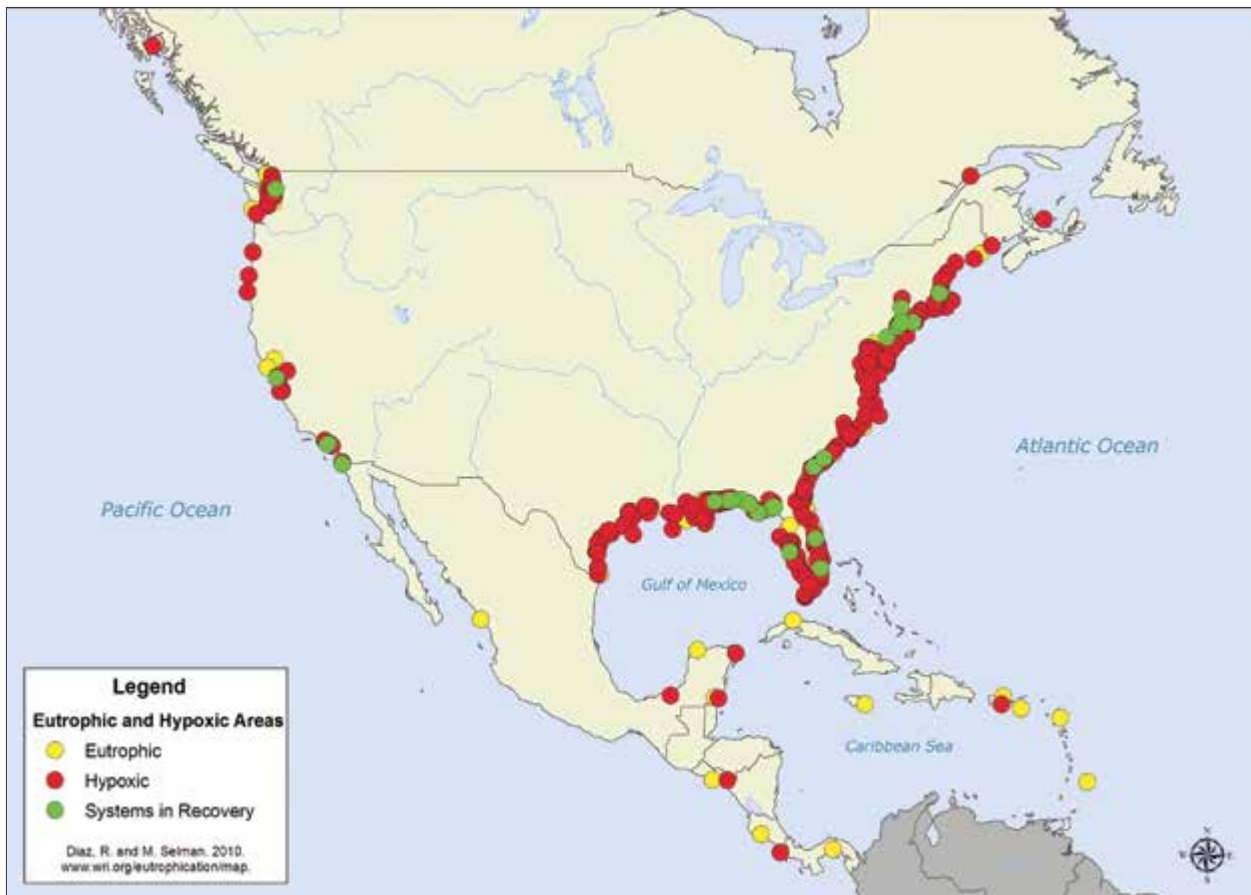 Atlantic Ocean
Pacific Ocean
Gulf of Mexico
Caribbean Sea
Legend
Eutrophic and Hypoxic Areas
Eutrophic
Hypoxic
Systems in Recovery
Diaz, R. and M. Selman. 2010.
www.wri.org/eutrophication/map.
N
W E
S